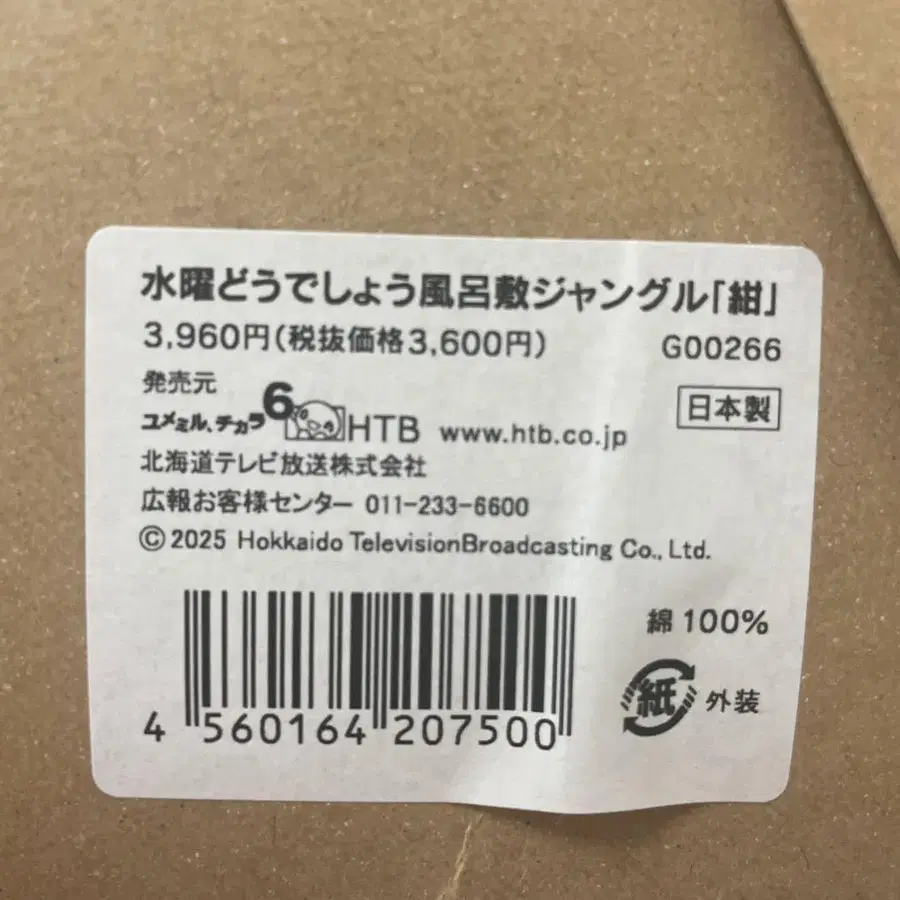 水曜どうでしょう風呂敷ジャングル「紺」
3,960円(税抜価格3,600円)
G00266
発売元
日本製
ユメミル、チカラ 6 HTB www.htb.co.jp
北海道テレビ放送株式会社
広報お客様センター 011-233-6600
© 2025 Hokkaido TelevisionBroadcasting Co., Ltd.
綿 100%
紙 外装
4 560164 207500